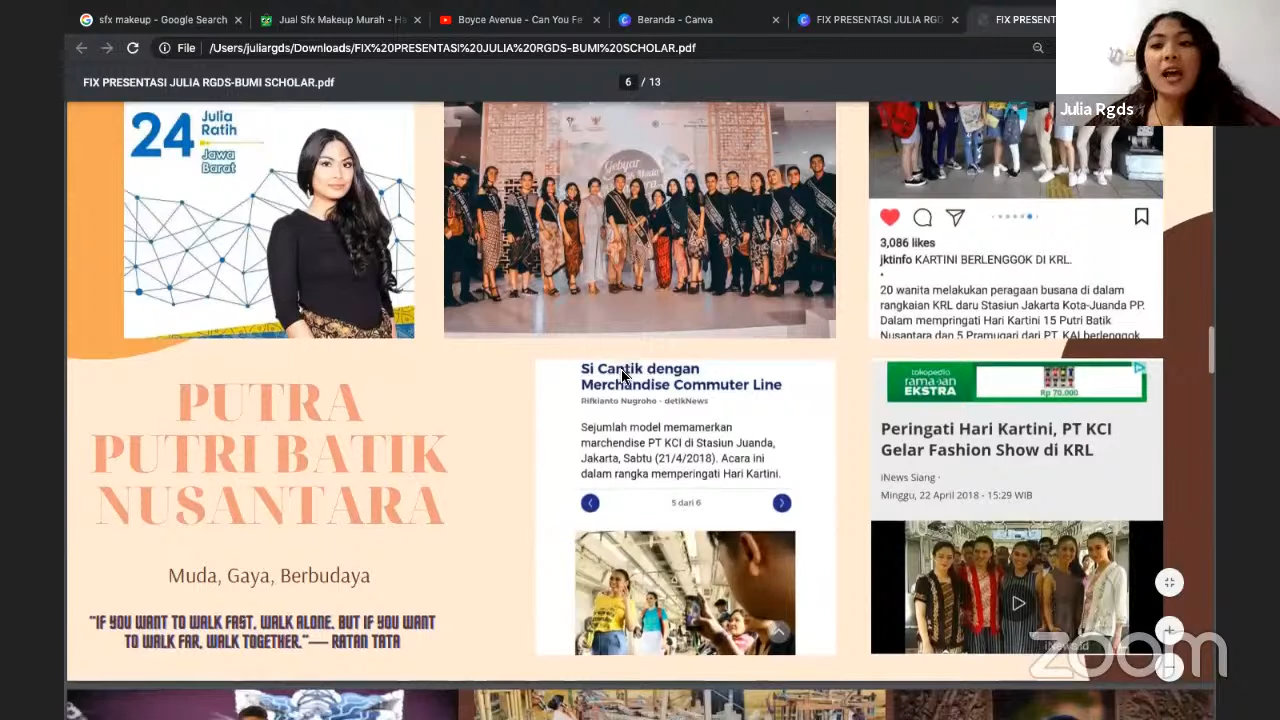 sfx makeup - Google Search
Jual Sfx Makeup Murah - Ha
Boyce Avenue - Can You Fe
Beranda - Canva
FIX PRESENTASI JULIA RGD
FIX PRESEN
File
/Users/juliargds/Downloads/FIX%20PRESENTASI%20JULIA%20RGDS-BUMI%20SCHOLAR.pdf
FIX PRESENTASI JULIA RGDS-BUMI SCHOLAR.pdf
6 / 13
Julia Rgds
24
Julia
Ratih
Jawa
Barat
Gebyar
3,086 likes
jktinfo KARTINI BERLENGGOK DI KRL.
.
20 wanita melakukan peragaan busana di dalam
rangkaian KRL daru Stasiun Jakarta Kota-Juanda PP.
Dalam mempringati Hari Kartini 15 Putri Batik
Nusantara dan 5 Pramugari dari PT. KAI berlenggok
PUTRA
PUTRI BATIK
NUSANTARA
Muda, Gaya, Berbudaya
"IF YOU WANT TO WALK FAST, WALK ALONE. BUT IF YOU WANT
TO WALK FAR, WALK TOGETHER."— RATAN TATA
Si Cantik dengan
Merchandise Commuter Line
Rifkianto Nugroho - detikNews
Sejumlah model memamerkan
marchendise PT KCI di Stasiun Juanda,
Jakarta, Sabtu (21/4/2018). Acara ini
dalam rangka memperingati Hari Kartini.
5 dari 6
tokopedia
ramadan
EKSTRA
Rp 70.000
Peringati Hari Kartini, PT KCI
Gelar Fashion Show di KRL
iNews Siang ·
Minggu, 22 April 2018 - 15:29 WIB
zoom